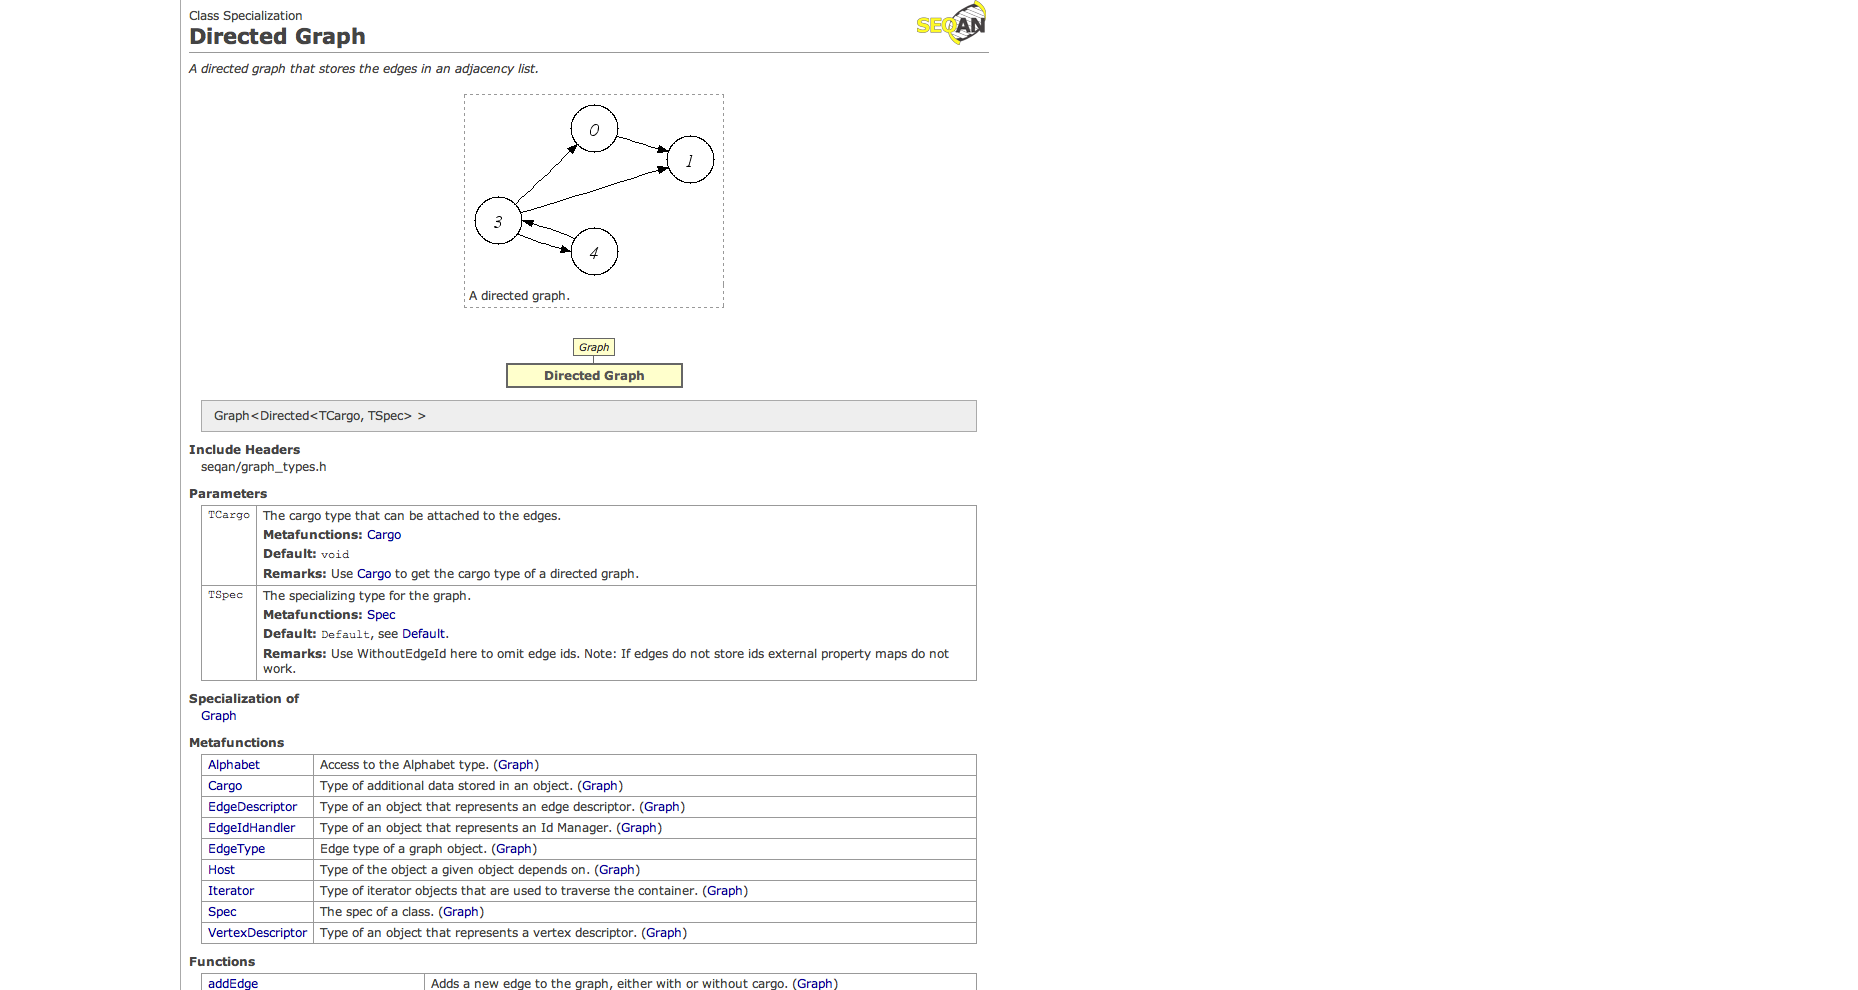 Class Specialization
SEQAN
Directed Graph
A directed graph that stores the edges in an adjacency list.
0
1
3
4
A directed graph.
Graph
Directed Graph
Graph<Directed<TCargo, TSpec> >
Include Headers
seqan/graph_types.h
Parameters
TCargo The cargo type that can be attached to the edges.
Metafunctions: Cargo
Default: void
Remarks: Use Cargo to get the cargo type of a directed graph.
TSpec The specializing type for the graph.
Metafunctions: Spec
Default: Default, see Default.
Remarks: Use WithoutEdgeId here to omit edge ids. Note: If edges do not store ids external property maps do not
work.
Specialization of
Graph
Metafunctions
Alphabet Access to the Alphabet type. (Graph)
Cargo Type of additional data stored in an object. (Graph)
EdgeDescriptor Type of an object that represents an edge descriptor. (Graph)
EdgeIdHandler Type of an object that represents an Id Manager. (Graph)
EdgeType Edge type of a graph object. (Graph)
Host Type of the object a given object depends on. (Graph)
Iterator Type of iterator objects that are used to traverse the container. (Graph)
Spec The spec of a class. (Graph)
VertexDescriptor Type of an object that represents a vertex descriptor. (Graph)
Functions
addEdge Adds a new edge to the graph, either with or without cargo. (Graph)